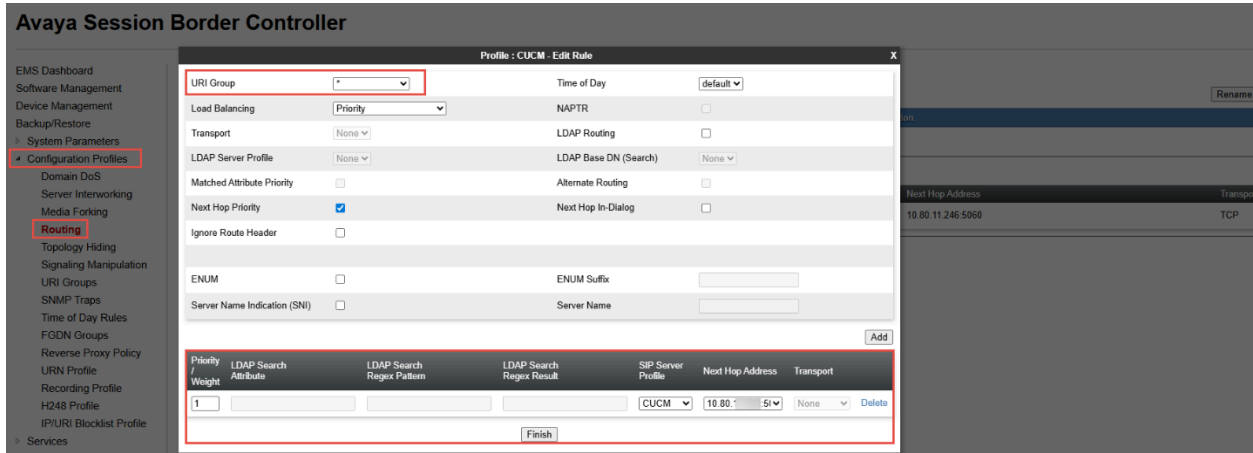 Avaya Session Border Controller
EMS Dashboard
Software Management
Device Management
Backup/Restore
System Parameters
Configuration Profiles
Domain DoS
Server Interworking
Media Forking
Routing
Topology Hiding
Signaling Manipulation
URI Groups
SNMP Traps
Time of Day Rules
FGDN Groups
Reverse Proxy Policy
URN Profile
Recording Profile
H248 Profile
IP/URI Blocklist Profile
Services
Profile : CUCM - Edit Rule X
URI Group * Time of Day default
Load Balancing Priority NAPTR
Transport None LDAP Routing
LDAP Server Profile None LDAP Base DN (Search) None
Matched Attribute Priority Alternate Routing
Next Hop Priority Next Hop In-Dialog
Ignore Route Header
ENUM ENUM Suffix
Server Name Indication (SNI) Server Name
Add
Priority / Weight LDAP Search Attribute LDAP Search Regex Pattern LDAP Search Regex Result SIP Server Profile Next Hop Address Transport
1 CUCM 10.80. None Delete
Finish
Rename
Next Hop Address
10.80.11.246:5060 TCP